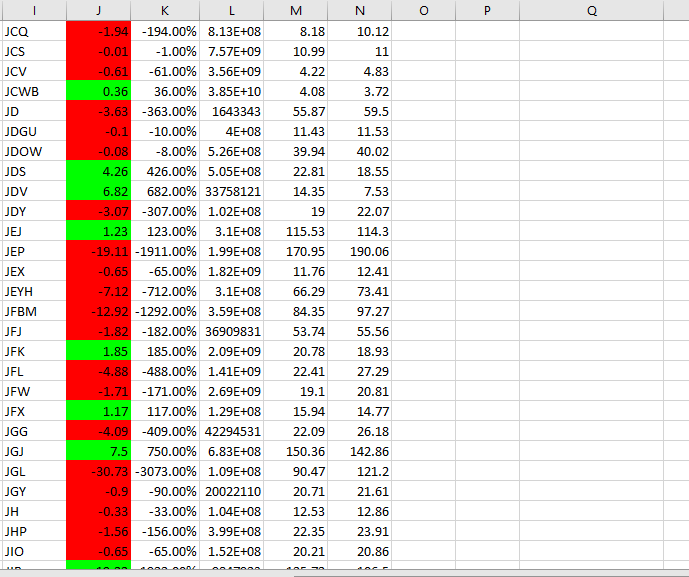 I J K L M N O P Q
JCQ -1.94 -194.00% 8.13E+08 8.18 10.12
JCS -0.01 -1.00% 7.57E+09 10.99 11
JCV -0.61 -61.00% 3.56E+09 4.22 4.83
JCWB 0.36 36.00% 3.85E+10 4.08 3.72
JD -3.63 -363.00% 1643343 55.87 59.5
JDGU -0.1 -10.00% 4E+08 11.43 11.53
JDOW -0.08 -8.00% 5.26E+08 39.94 40.02
JDS 4.26 426.00% 5.05E+08 22.81 18.55
JDV 6.82 682.00% 33758121 14.35 7.53
JDY -3.07 -307.00% 1.02E+08 19 22.07
JEJ 1.23 123.00% 3.1E+08 115.53 114.3
JEP -19.11 -1911.00% 1.99E+08 170.95 190.06
JEX -0.65 -65.00% 1.82E+09 11.76 12.41
JEYH -7.12 -712.00% 3.1E+08 66.29 73.41
JFBM -12.92 -1292.00% 3.59E+08 84.35 97.27
JFJ -1.82 -182.00% 36909831 53.74 55.56
JFK 1.85 185.00% 2.09E+09 20.78 18.93
JFL -4.88 -488.00% 1.41E+09 22.41 27.29
JFW -1.71 -171.00% 2.69E+09 19.1 20.81
JFX 1.17 117.00% 1.29E+08 15.94 14.77
JGG -4.09 -409.00% 42294531 22.09 26.18
JGJ 7.5 750.00% 6.83E+08 150.36 142.86
JGL -30.73 -3073.00% 1.09E+08 90.47 121.2
JGY -0.9 -90.00% 20022110 20.71 21.61
JH -0.33 -33.00% 1.04E+08 12.53 12.86
JHP -1.56 -156.00% 3.99E+08 22.35 23.91
JIO -0.65 -65.00% 1.52E+08 20.21 20.86